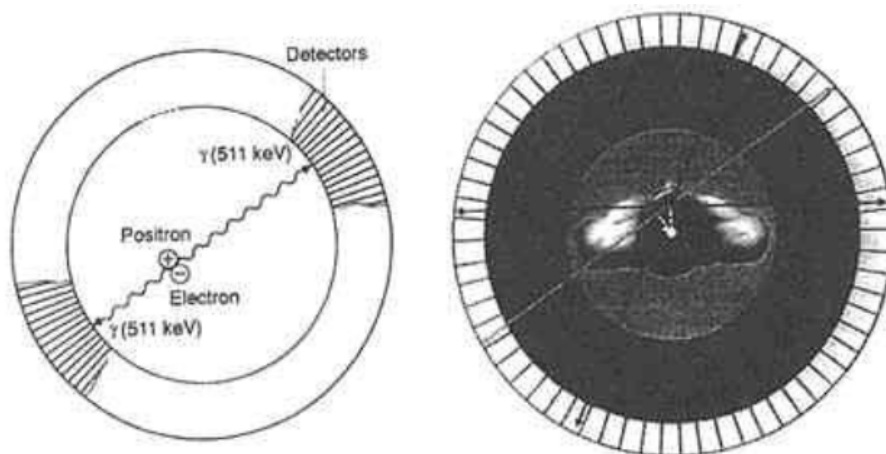 Detectors
γ(511 keV)
Positron
+
−
Electron
γ(511 keV)